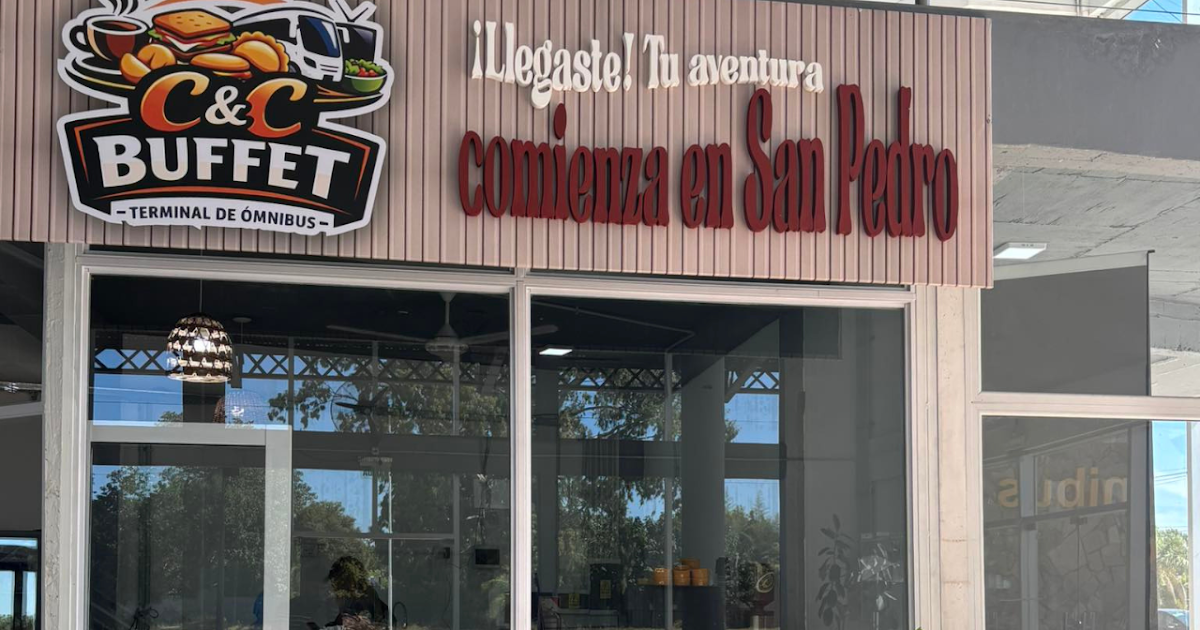 C&C
BUFFET
-TERMINAL DE ÓMNIBUS-
¡Llegaste! Tu aventura
comienza en San Pedro